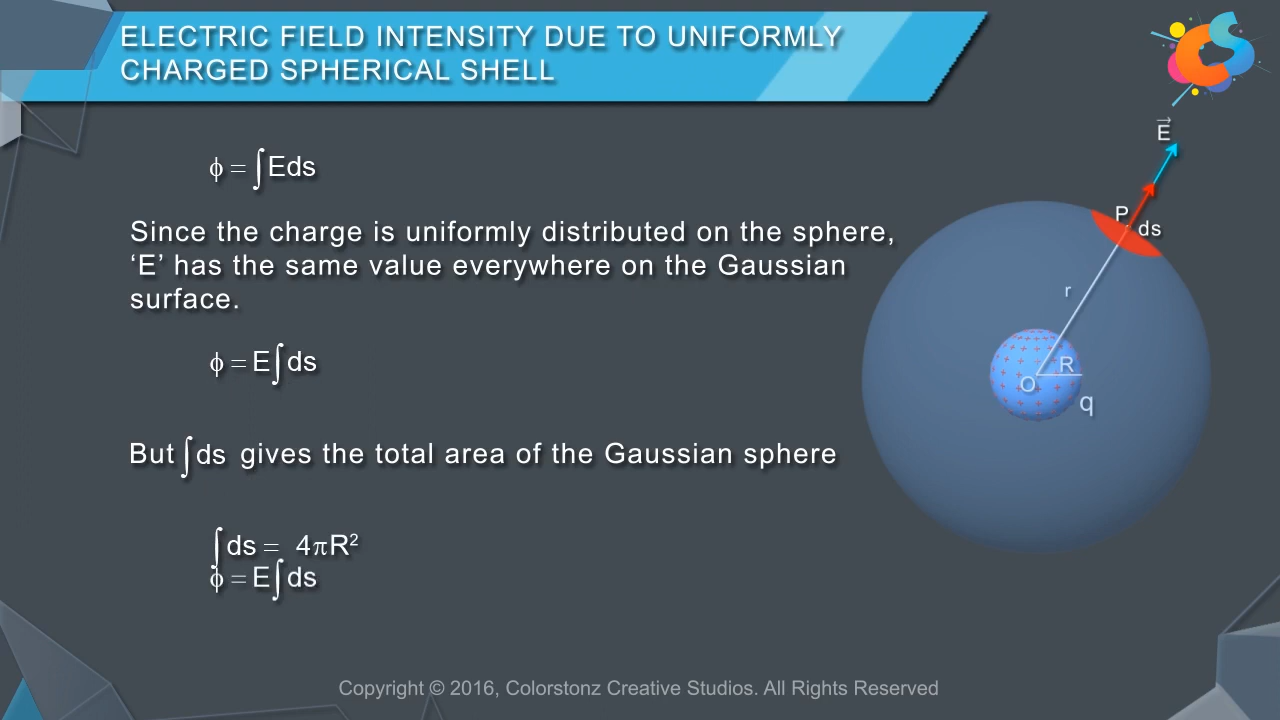 ELECTRIC FIELD INTENSITY DUE TO UNIFORMLY
CHARGED SPHERICAL SHELL
CS
E⃗
ϕ = ∫Eds
P
ds
Since the charge is uniformly distributed on the sphere,
‘E’ has the same value everywhere on the Gaussian
surface.
r
ϕ = E∫ds
R
O
q
But ∫ds gives the total area of the Gaussian sphere
∫ds = 4πR²
ϕ = E∫ds
Copyright © 2016, Colorstonz Creative Studios. All Rights Reserved